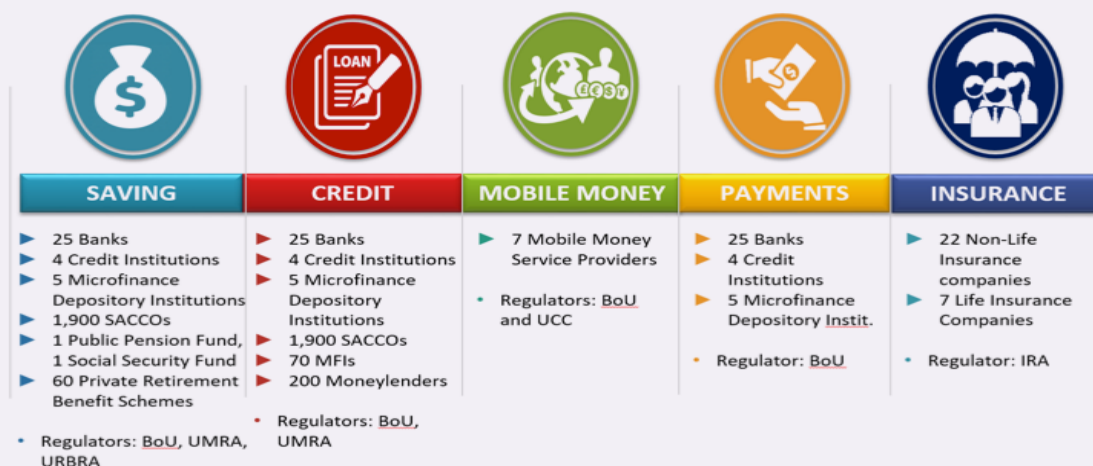 $
LOAN
€£$¥
$
SAVING
25 Banks
4 Credit Institutions
5 Microfinance
Depository Institutions
1,900 SACCOs
1 Public Pension Fund,
1 Social Security Fund
60 Private Retirement
Benefit Schemes
Regulators: BoU, UMRA,
URBRA
CREDIT
25 Banks
4 Credit Institutions
5 Microfinance
Depository
Institutions
1,900 SACCOs
70 MFIs
200 Moneylenders
Regulators: BoU,
UMRA
MOBILE MONEY
7 Mobile Money
Service Providers
Regulators: BoU
and UCC
PAYMENTS
25 Banks
4 Credit
Institutions
5 Microfinance
Depository Instit.
Regulator: BoU
INSURANCE
22 Non-Life
Insurance
companies
7 Life Insurance
Companies
Regulator: IRA